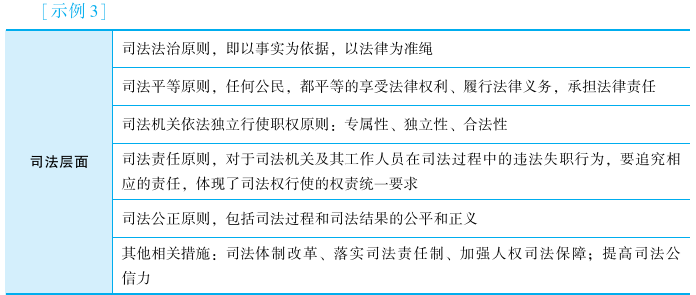 [示例3]
司法法治原则，即以事实为依据，以法律为准绳
司法平等原则，任何公民，都平等的享受法律权利、履行法律义务，承担法律责任
司法机关依法独立行使职权原则：专属性、独立性、合法性
司法层面
司法责任原则，对于司法机关及其工作人员在司法过程中的违法失职行为，要追究相
应的责任，体现了司法权行使的权责统一要求
司法公正原则，包括司法过程和司法结果的公平和正义
其他相关措施：司法体制改革、落实司法责任制、加强人权司法保障；提高司法公
信力